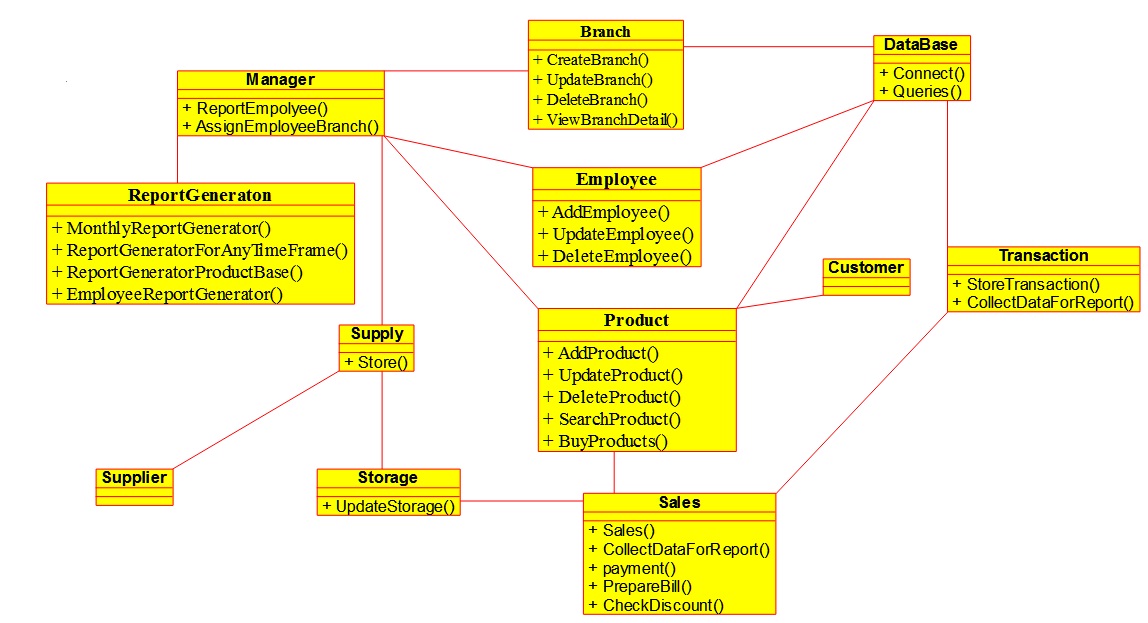 Branch
+ CreateBranch()
+ UpdateBranch()
+ DeleteBranch()
+ ViewBranchDetail()
DataBase
+ Connect()
+ Queries()
Manager
+ ReportEmpolyee()
+ AssignEmployeeBranch()
ReportGeneraton
+ MonthlyReportGenerator()
+ ReportGeneratorForAnyTimeFrame()
+ ReportGeneratorProductBase()
+ EmployeeReportGenerator()
Employee
+ AddEmployee()
+ UpdateEmployee()
+ DeleteEmployee()
Customer
Transaction
+ StoreTransaction()
+ CollectDataForReport()
Supply
+ Store()
Product
+ AddProduct()
+ UpdateProduct()
+ DeleteProduct()
+ SearchProduct()
+ BuyProducts()
Supplier
Storage
+ UpdateStorage()
Sales
+ Sales()
+ CollectDataForReport()
+ payment()
+ PrepareBill()
+ CheckDiscount()